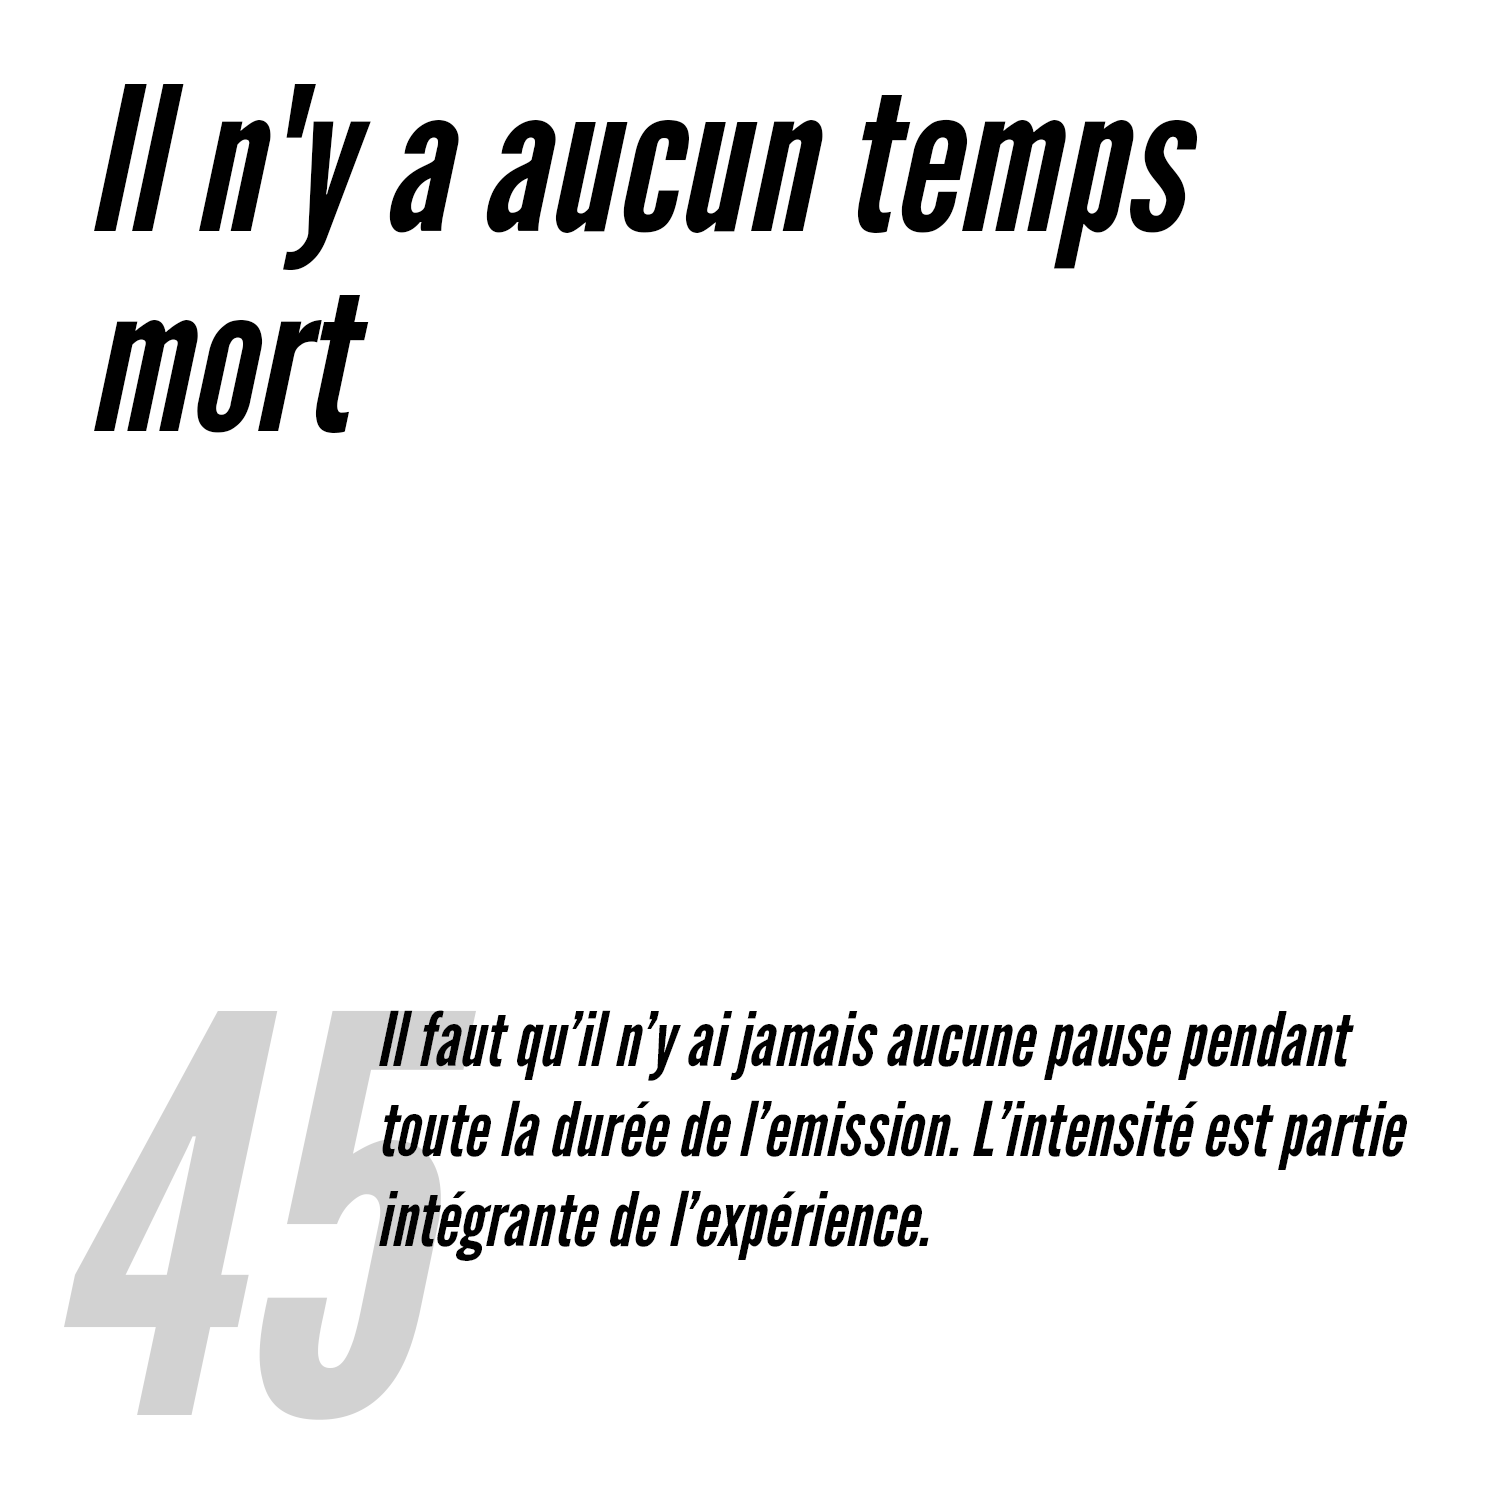 Il n'y a aucun temps
mort
45
Il faut qu’il n’y ai jamais aucune pause pendant
toute la durée de l’emission. L’intensité est partie
intégrante de l’expérience.